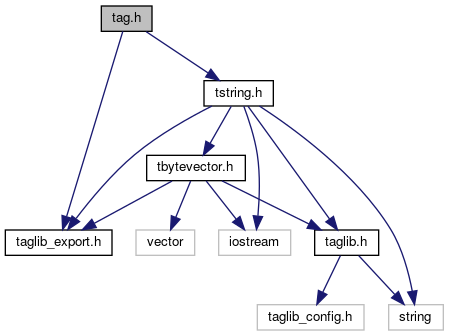 tag.h
tstring.h
tbytevector.h
taglib_export.h
vector
iostream
taglib.h
taglib_config.h
string